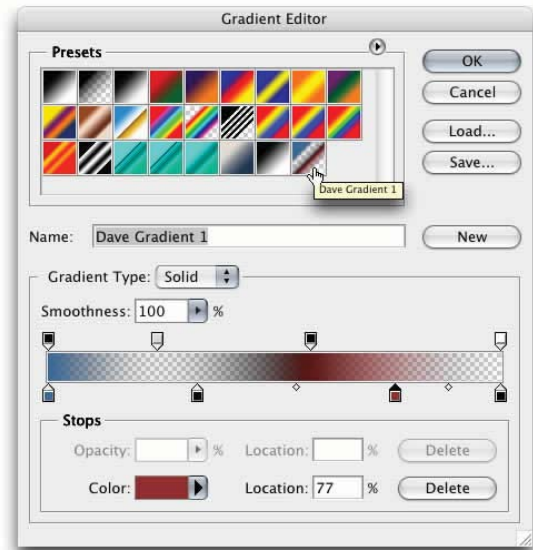 Gradient Editor
Presets
OK
Cancel
Load...
Save...
Dave Gradient 1
Name: Dave Gradient 1
New
Gradient Type: Solid
Smoothness: 100 %
Stops
Opacity: % Location: % Delete
Color: Location: 77 % Delete